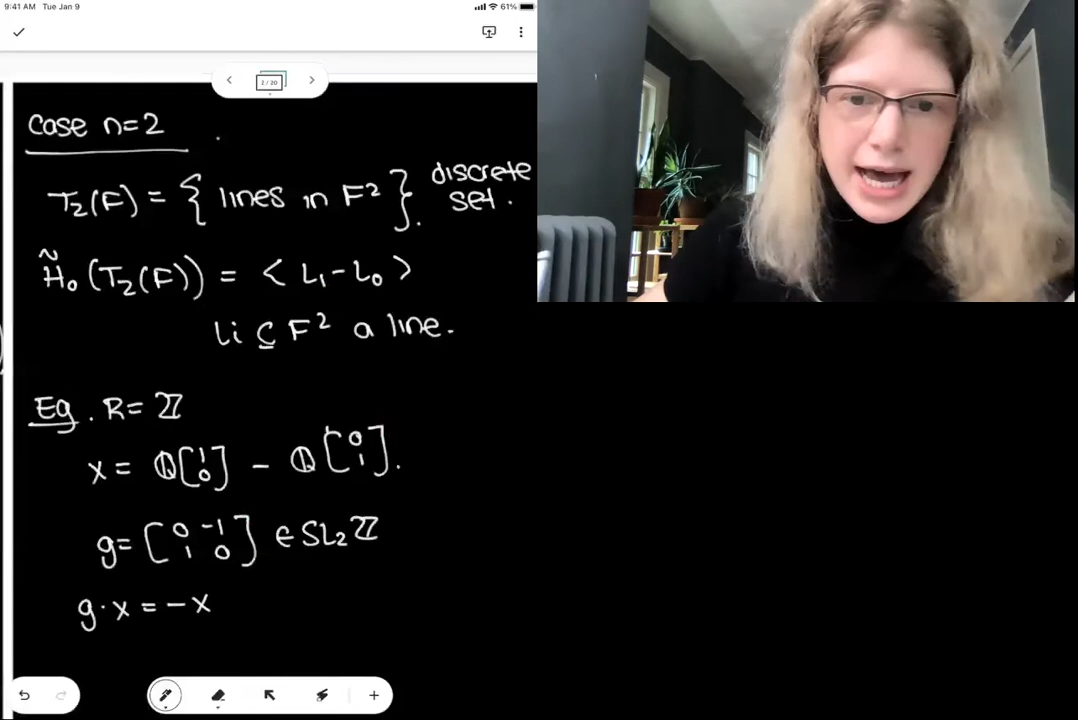 9:41 AM Tue Jan 9
61%
2 / 20
Case n=2
T₂(F) = { lines in F² }. discrete set.
H̃₀ (T₂(F)) = < L₁ - L₀ >
Li ⊆ F² a line.
Eg. R = ℤ
x = ℚ[1 0] - ℚ[0 1].
g = [0 -1 1 0] ∈ SL₂ ℤ
g · x = - x